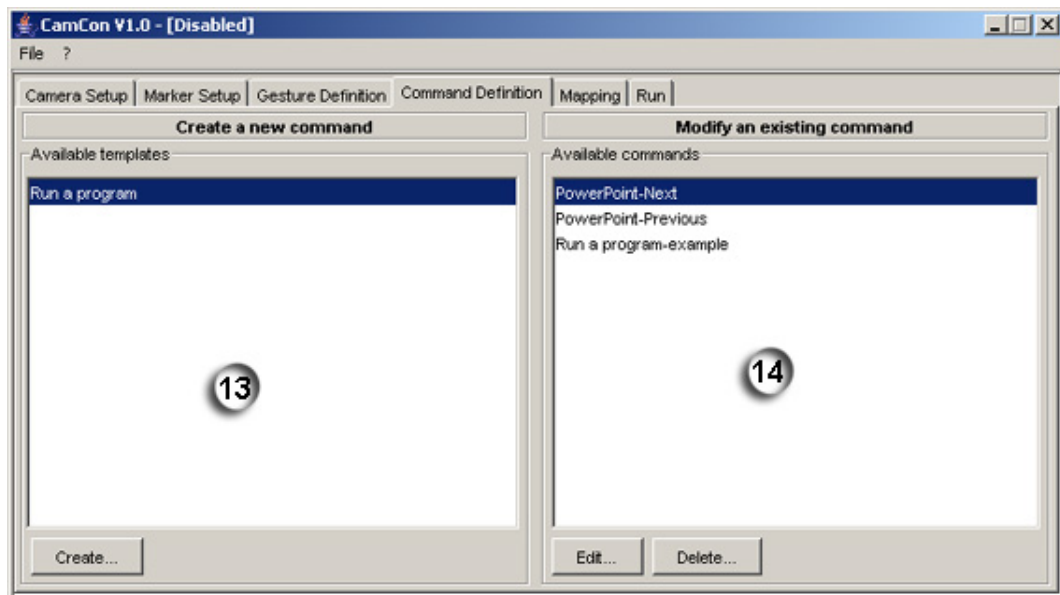 CamCon V1.0 - [Disabled]
File ?
Camera Setup Marker Setup Gesture Definition Command Definition Mapping Run
Create a new command
Modify an existing command
Available templates
Run a program
13
Create...
Available commands
PowerPoint-Next
PowerPoint-Previous
Run a program-example
14
Edit... Delete...